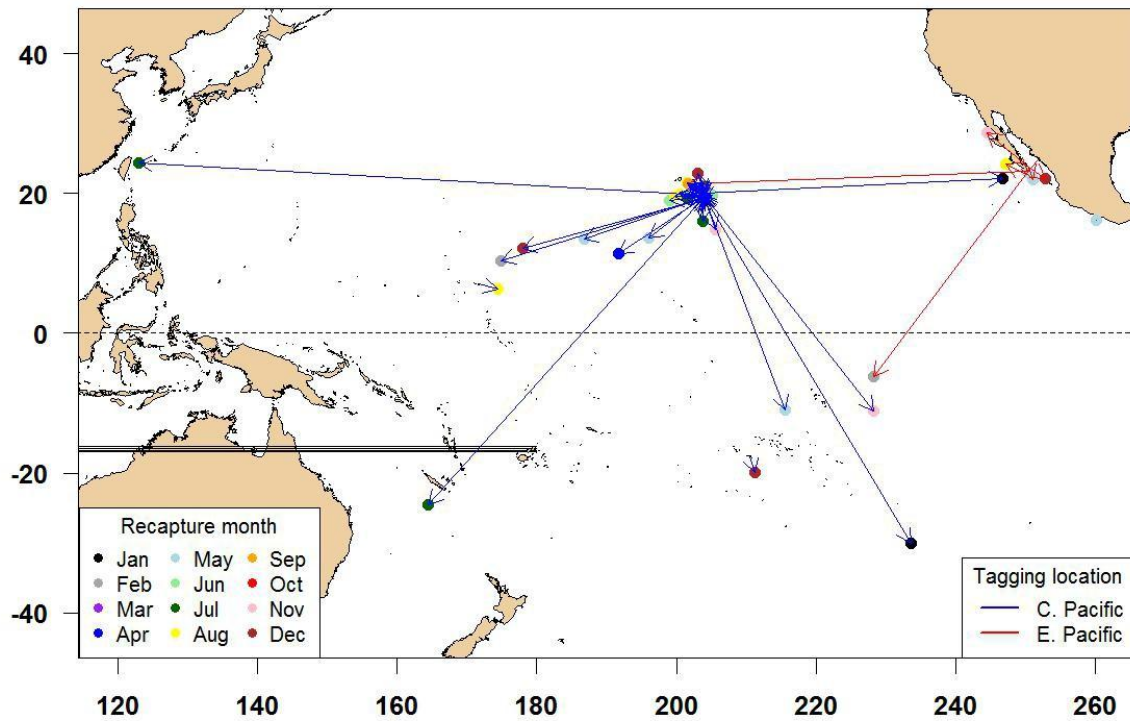 40
20
0
-20
-40
Recapture month
Jan May Sep
Feb Jun Oct
Mar Jul Nov
Apr Aug Dec
Tagging location
C. Pacific
E. Pacific
120 140 160 180 200 220 240 260